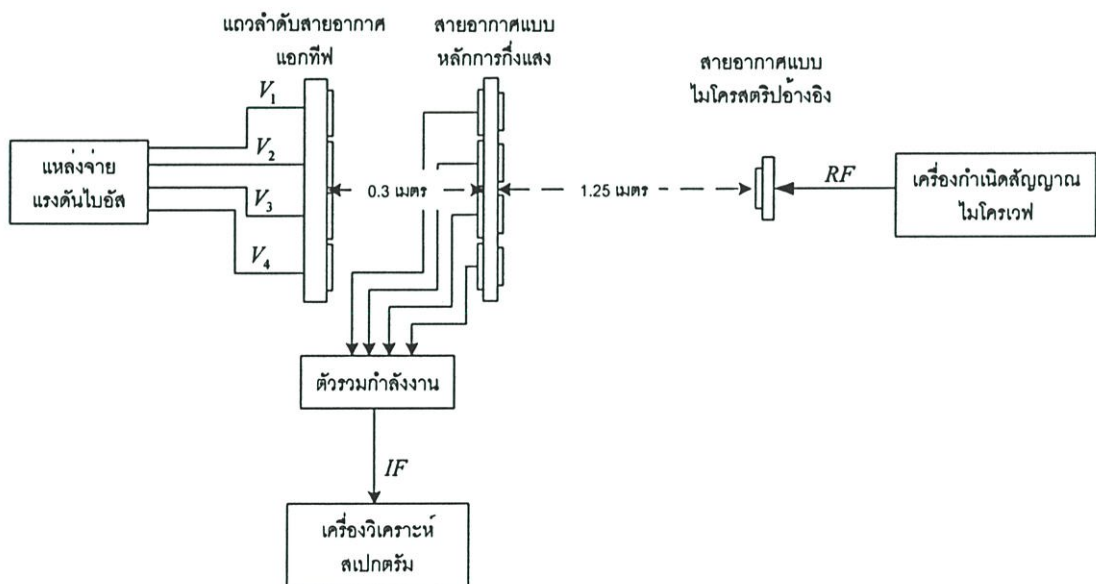 แถวลำดับสายอากาศ
แอกทีฟ
สายอากาศแบบ
หลักการกึ่งแสง
สายอากาศแบบ
ไมโครสตริปอ้างอิง
แหล่งจ่าย
แรงดันไบอัส
V₁
V₂
V₃
V₄
0.3 เมตร
1.25 เมตร
RF
เครื่องกำเนิดสัญญาณ
ไมโครเวฟ
ตัวรวมกำลังงาน
IF
เครื่องวิเคราะห์
สเปกตรัม